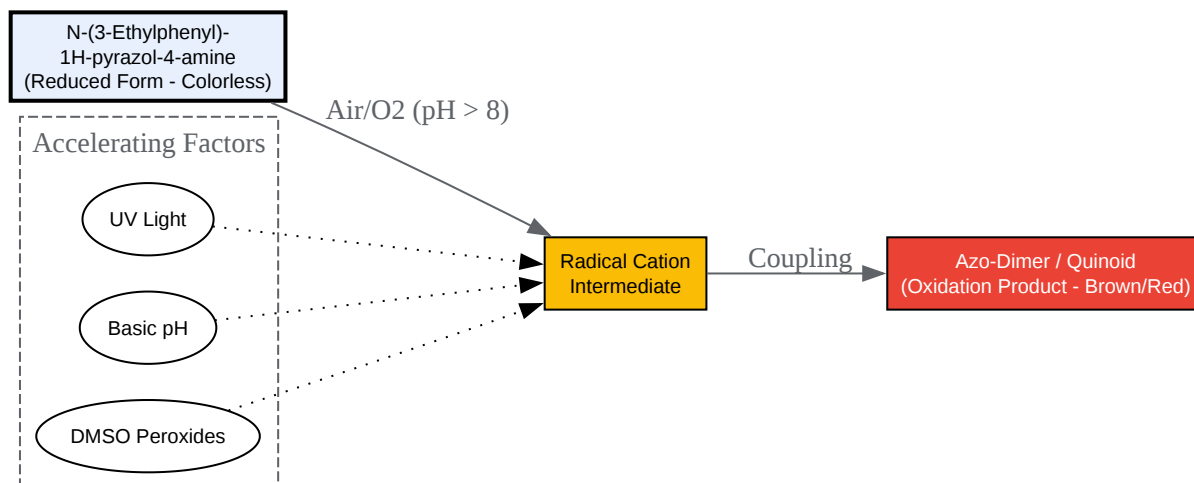 N-(3-Ethylphenyl)-
1H-pyrazol-4-amine
(Reduced Form - Colorless)
Air/O2 (pH > 8)
Accelerating Factors
UV Light
Basic pH
DMSO Peroxides
Radical Cation
Intermediate
Coupling
Azo-Dimer / Quinoid
(Oxidation Product - Brown/Red)